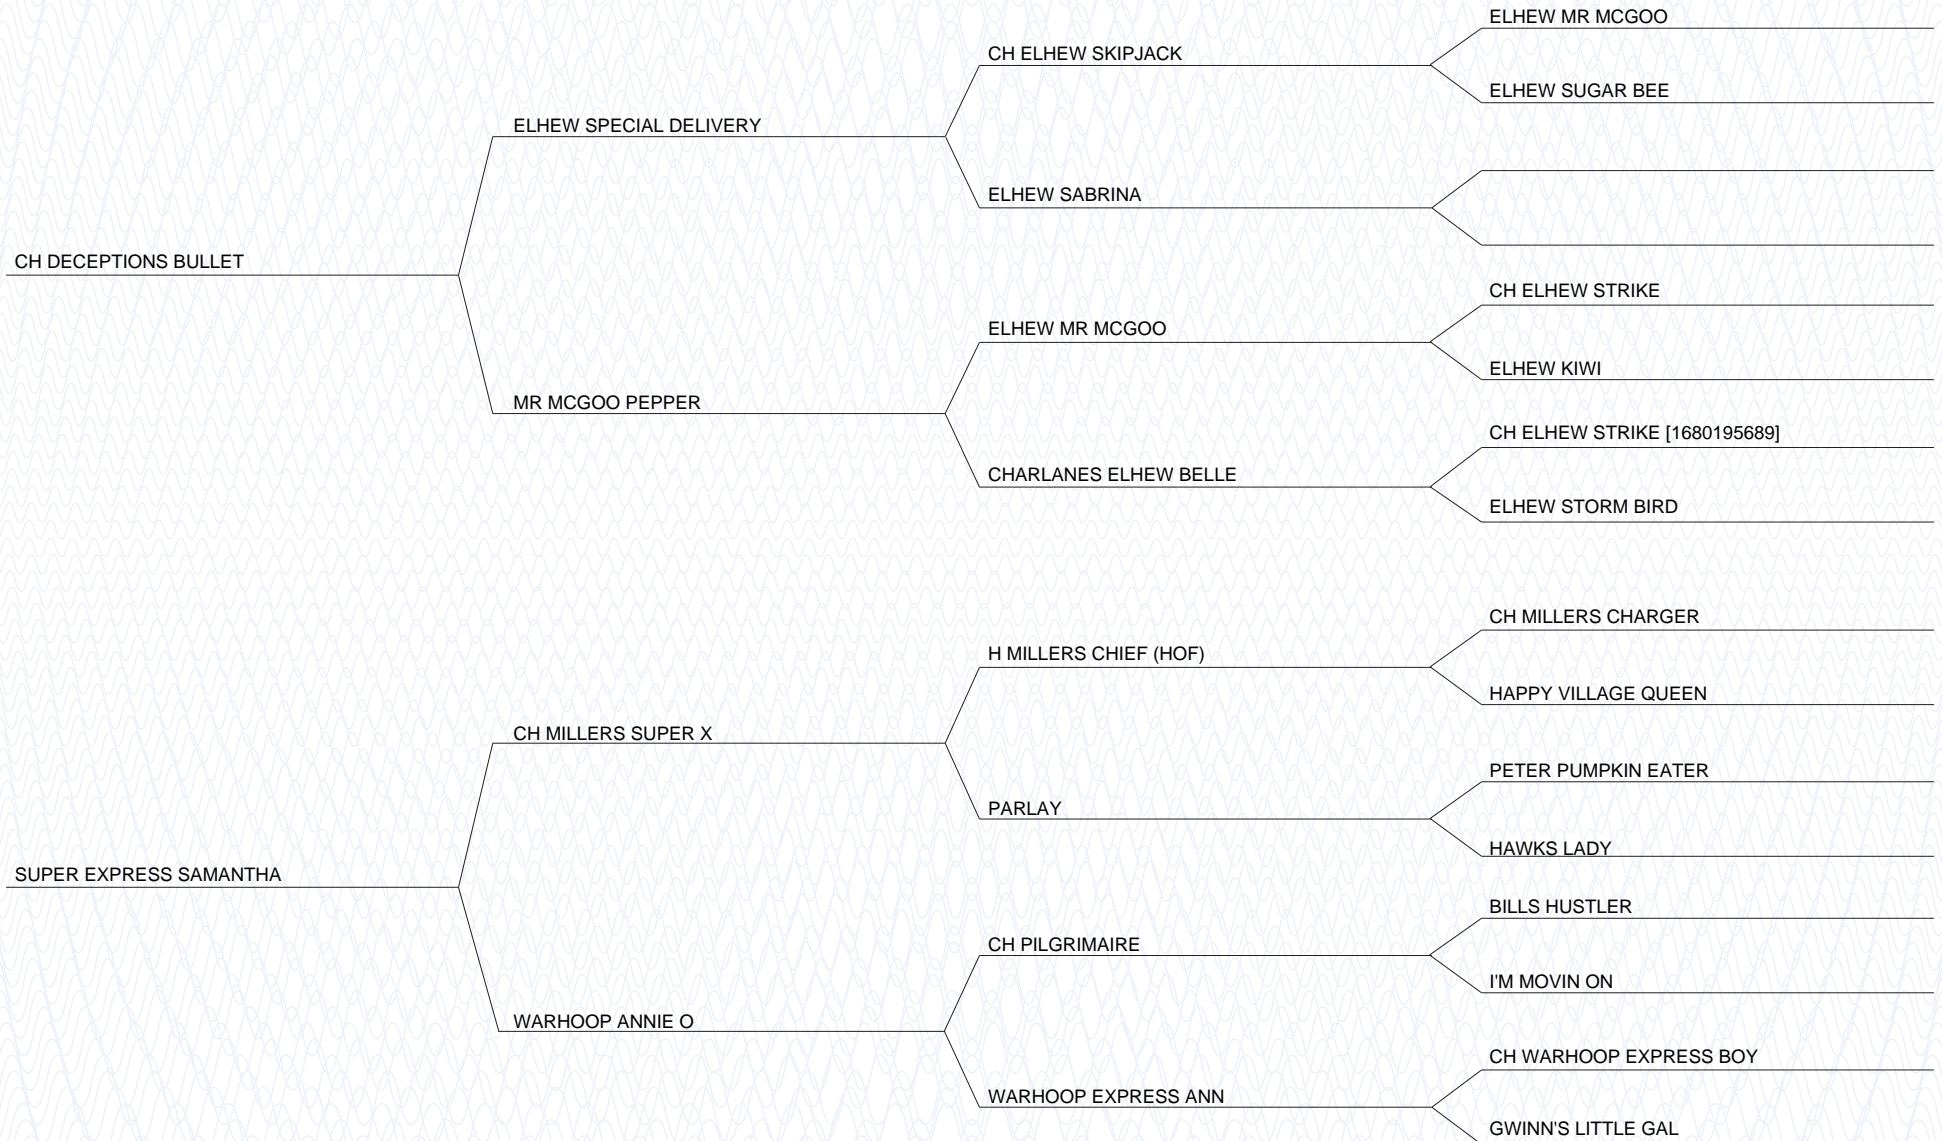 ELHEW MR MCGOO
CH ELHEW SKIPJACK
ELHEW SUGAR BEE
ELHEW SPECIAL DELIVERY
ELHEW SABRINA
CH DECEPTIONS BULLET
CH ELHEW STRIKE
ELHEW MR MCGOO
ELHEW KIWI
MR MCGOO PEPPER
CH ELHEW STRIKE [1680195689]
CHARLANES ELHEW BELLE
ELHEW STORM BIRD
CH MILLERS CHARGER
H MILLERS CHIEF (HOF)
HAPPY VILLAGE QUEEN
CH MILLERS SUPER X
PETER PUMPKIN EATER
PARLAY
HAWKS LADY
SUPER EXPRESS SAMANTHA
BILLS HUSTLER
CH PILGRIMAIRE
I'M MOVIN ON
WARHOOP ANNIE O
CH WARHOOP EXPRESS BOY
WARHOOP EXPRESS ANN
GWINN'S LITTLE GAL